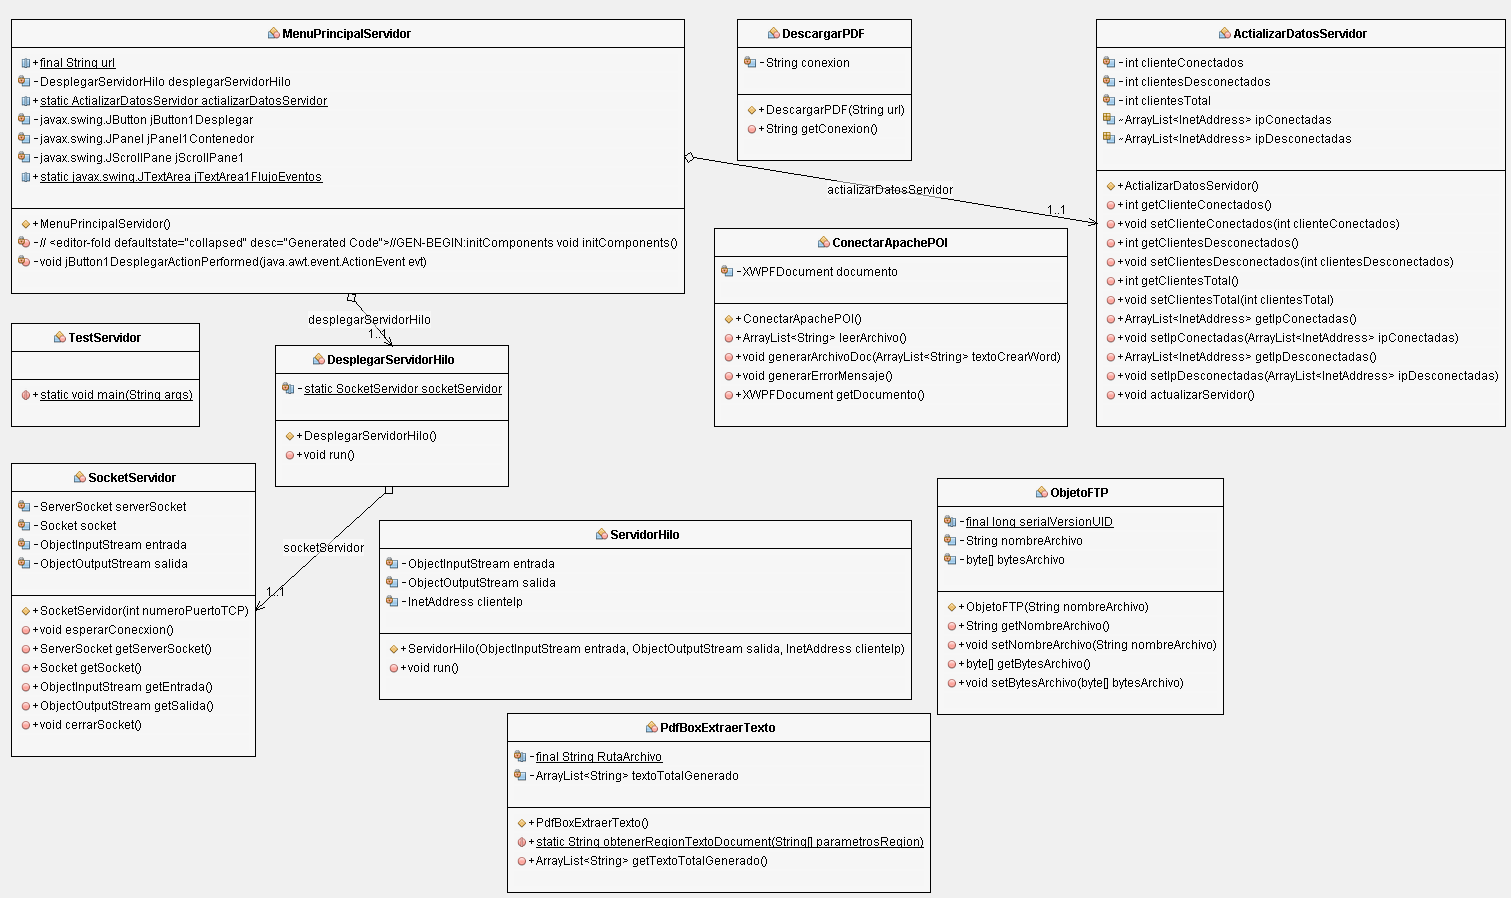 MenuPrincipalServidor
+final String url
-DesplegarServidorHilo desplegarServidorHilo
+static ActializarDatosServidor actializarDatosServidor
-javax.swing.JButton jButton1Desplegar
-javax.swing.JPanel jPanel1Contenedor
-javax.swing.JScrollPane jScrollPane1
+static javax.swing.JTextArea jTextArea1FlujoEventos
+MenuPrincipalServidor()
-// <editor-fold defaultstate="collapsed" desc="Generated Code">//GEN-BEGIN:initComponents void initComponents()
-void jButton1DesplegarActionPerformed(java.awt.event.ActionEvent evt)
DescargarPDF
-String conexion
+DescargarPDF(String url)
+String getConexion()
ActializarDatosServidor
-int clienteConectados
-int clientesDesconectados
-int clientesTotal
~ArrayList<InetAddress> ipConectadas
~ArrayList<InetAddress> ipDesconectadas
+ActializarDatosServidor()
+int getClienteConectados()
+void setClienteConectados(int clienteConectados)
+int getClientesDesconectados()
+void setClientesDesconectados(int clientesDesconectados)
+int getClientesTotal()
+void setClientesTotal(int clientesTotal)
+ArrayList<InetAddress> getIpConectadas()
+void setIpConectadas(ArrayList<InetAddress> ipConectadas)
+ArrayList<InetAddress> getIpDesconectadas()
+void setIpDesconectadas(ArrayList<InetAddress> ipDesconectadas)
+void actualizarServidor()
actializarDatosServidor
1..1
ConectarApachePOI
-XWPFDocument documento
+ConectarApachePOI()
+ArrayList<String> leerArchivo()
+void generarArchivoDoc(ArrayList<String> textoCrearWord)
+void generarErrorMensaje()
+XWPFDocument getDocumento()
desplegarServidorHilo
1..1
TestServidor
+static void main(String args)
DesplegarServidorHilo
-static SocketServidor socketServidor
+DesplegarServidorHilo()
+void run()
socketServidor
1..1
SocketServidor
-ServerSocket serverSocket
-Socket socket
-ObjectInputStream entrada
-ObjectOutputStream salida
+SocketServidor(int numeroPuertoTCP)
+void esperarConecxion()
+ServerSocket getServerSocket()
+Socket getSocket()
+ObjectInputStream getEntrada()
+ObjectOutputStream getSalida()
+void cerrarSocket()
ServidorHilo
-ObjectInputStream entrada
-ObjectOutputStream salida
-InetAddress clienteIp
+ServidorHilo(ObjectInputStream entrada, ObjectOutputStream salida, InetAddress clienteIp)
+void run()
ObjetoFTP
-final long serialVersionUID
-String nombreArchivo
-byte[] bytesArchivo
+ObjetoFTP(String nombreArchivo)
+String getNombreArchivo()
+void setNombreArchivo(String nombreArchivo)
+byte[] getBytesArchivo()
+void setBytesArchivo(byte[] bytesArchivo)
PdfBoxExtraerTexto
-final String RutaArchivo
-ArrayList<String> textoTotalGenerado
+PdfBoxExtraerTexto()
+static String obtenerRegionTextoDocument(String[] parametrosRegion)
+ArrayList<String> getTextoTotalGenerado()